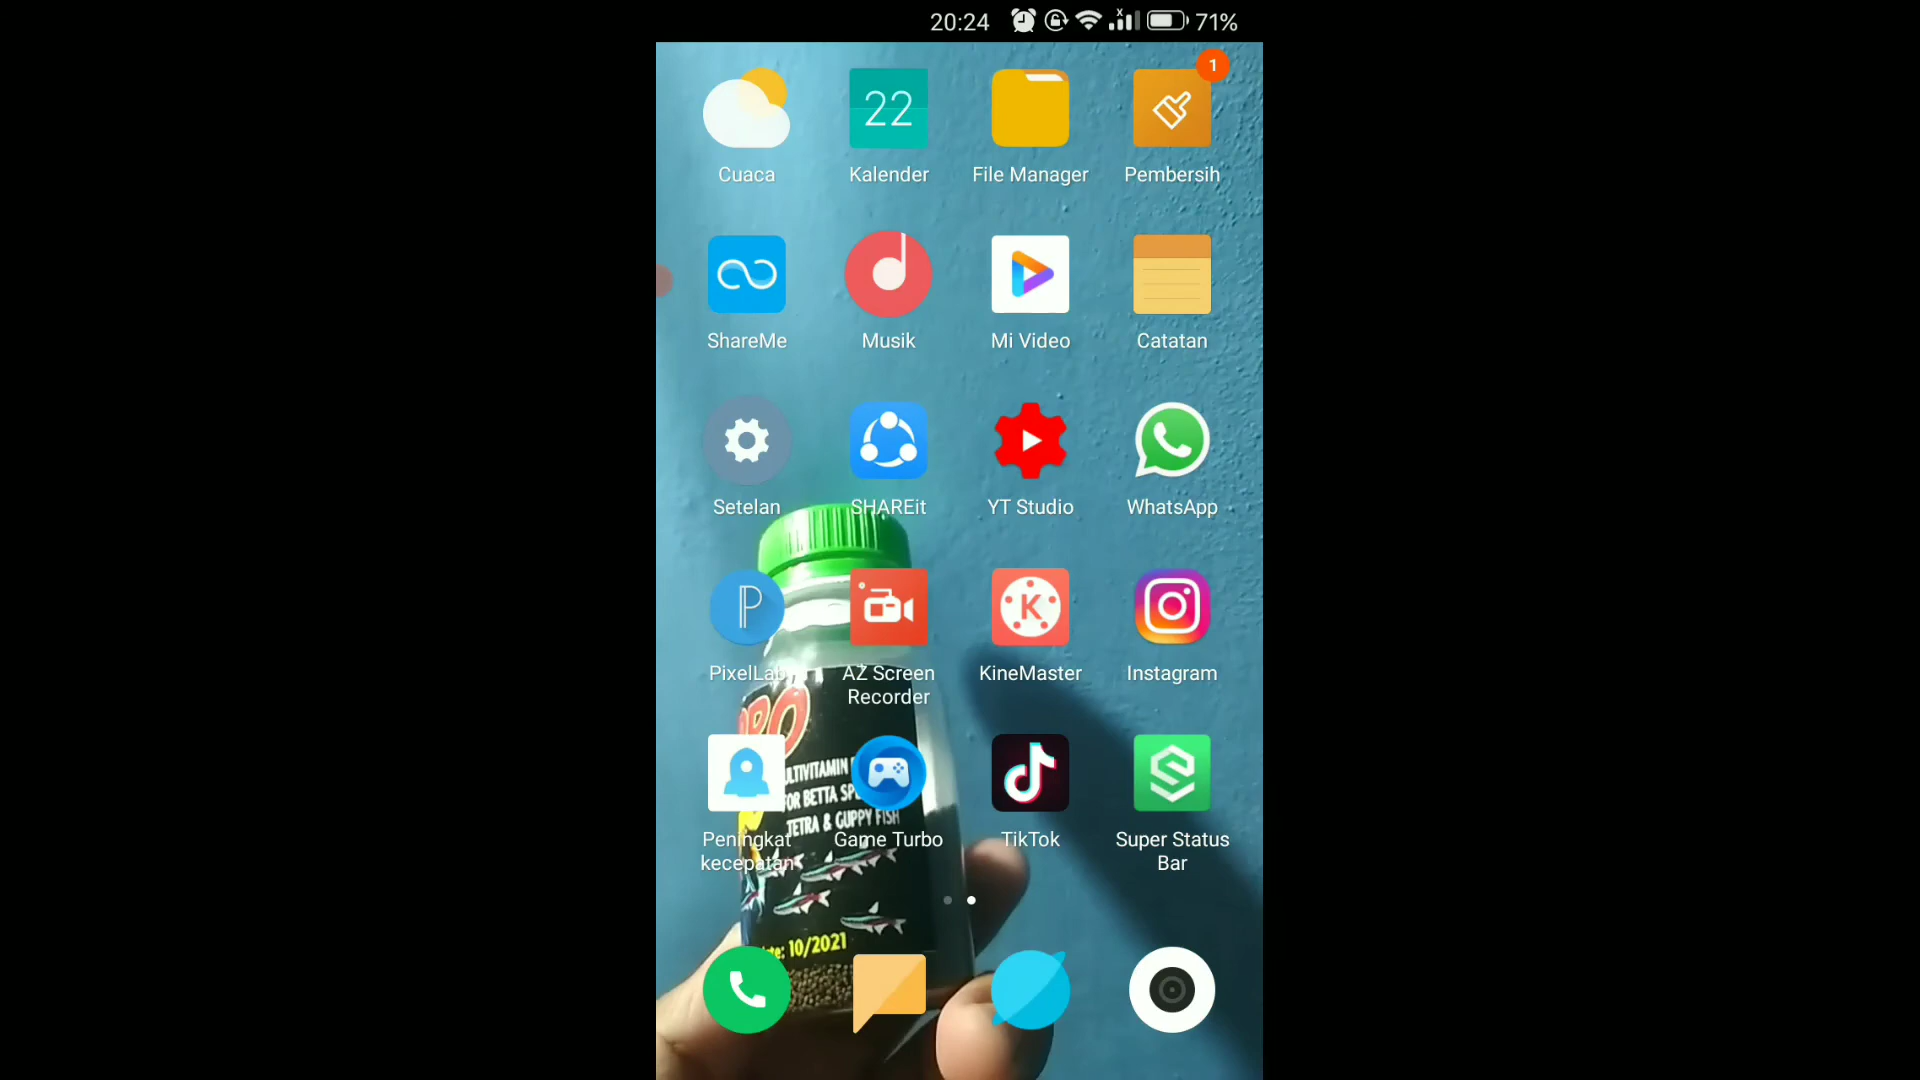 20:24 71%
1
22
Cuaca Kalender File Manager Pembersih
ShareMe Musik Mi Video Catatan
Setelan SHAREit YT Studio WhatsApp
P
K
PixelLab AZ Screen Recorder KineMaster Instagram
FOR BETTA
TETRA & GUPPY FISH
Peningkat kecepatan Game Turbo TikTok Super Status Bar
10/2021